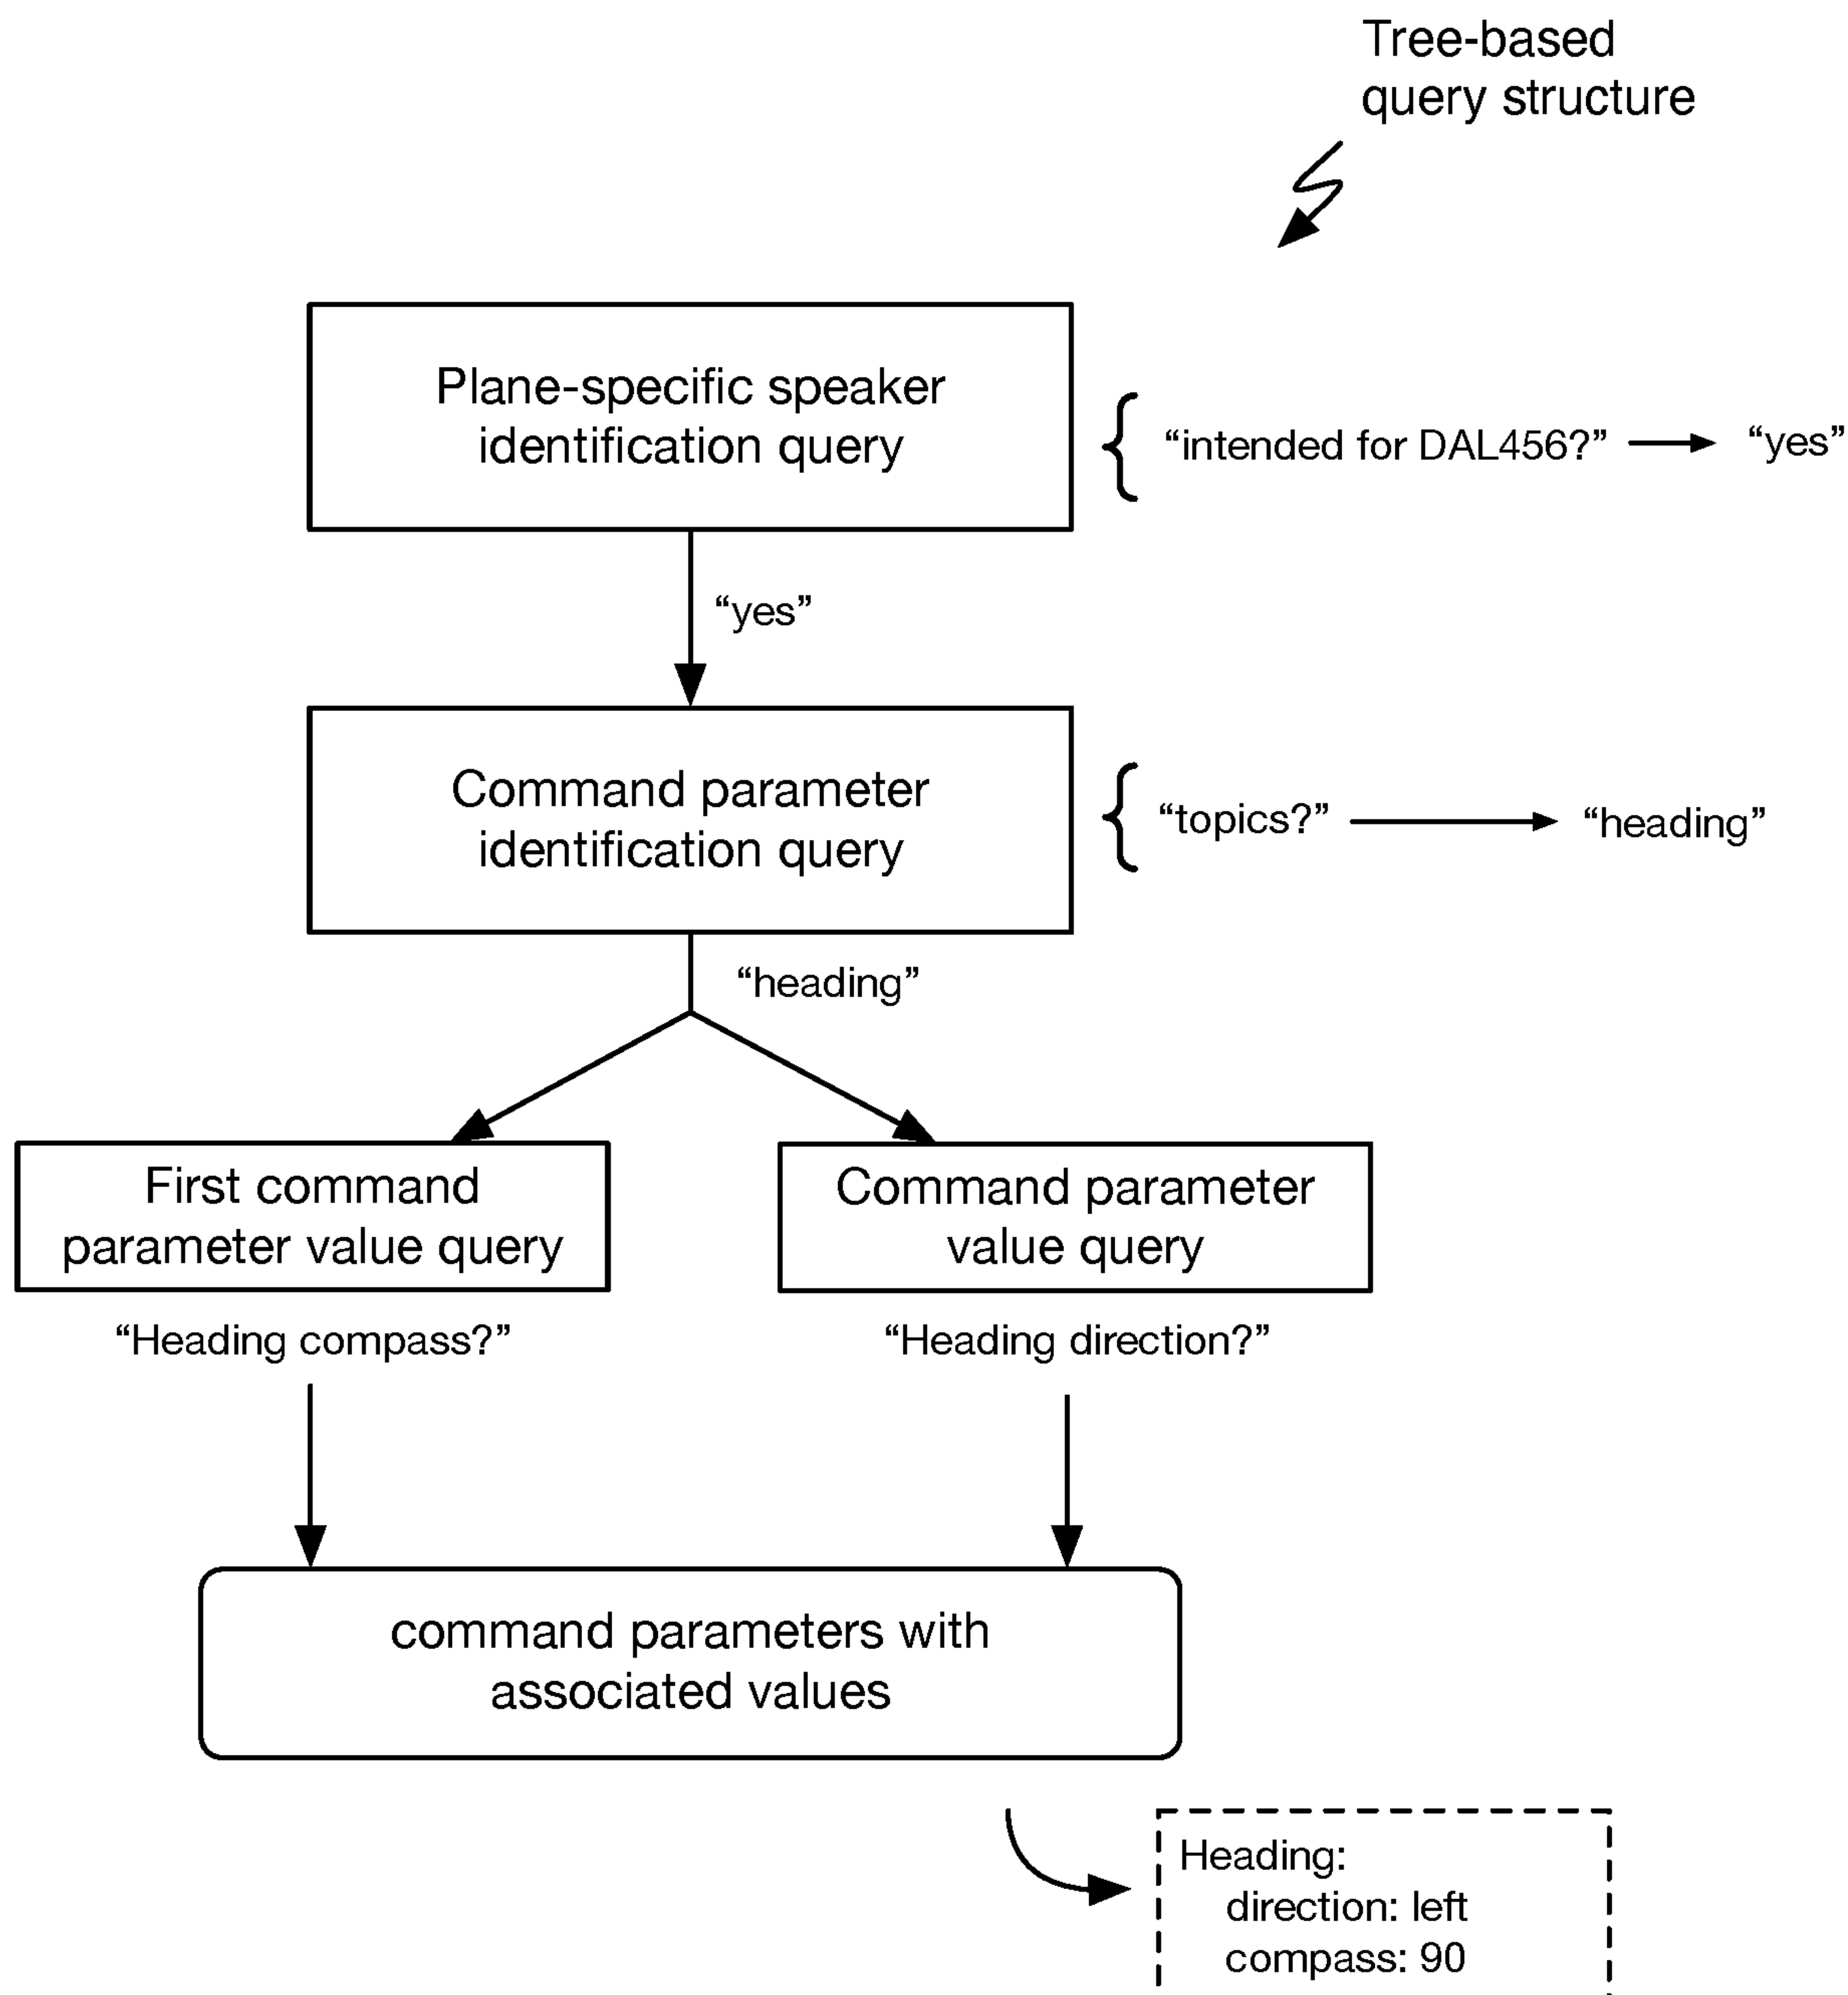 Tree-based
query structure
Plane-specific speaker
identification query
“intended for DAL456?”
“yes”
“yes”
Command parameter
identification query
“topics?”
“heading”
“heading”
First command
parameter value query
Command parameter
value query
“Heading compass?”
“Heading direction?”
command parameters with
associated values
Heading:
direction: left
compass: 90